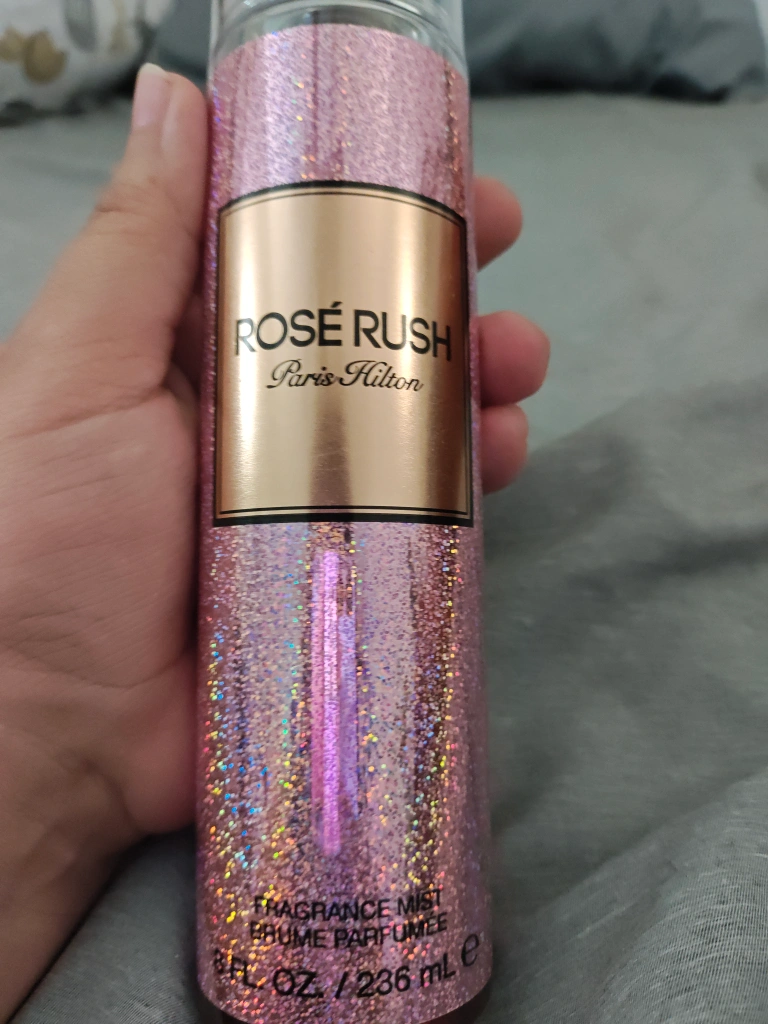 ROSÉ RUSH
Paris Hilton
FRAGRANCE MIST
BRUME PARFUMÉE
8 FL. OZ. / 236 mL ℮